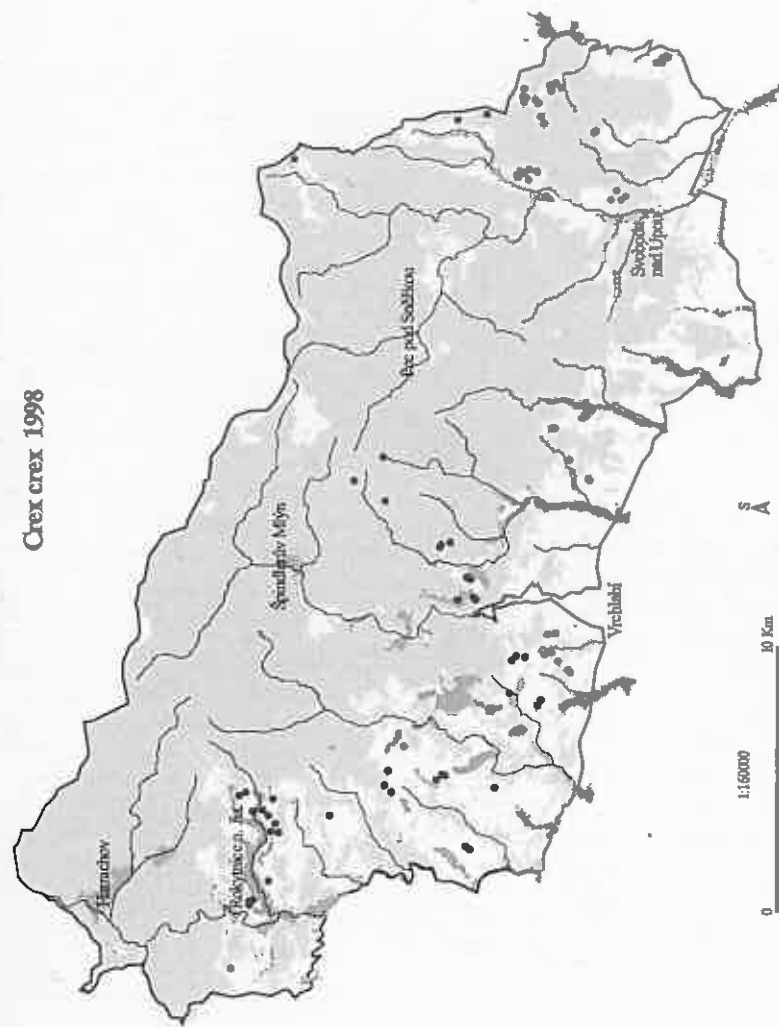 Crex crex 1998
Harrachov
Rokytnice n. Jiz.
Špindlerův Mlýn
Pec pod Sněžkou
Svoboda
nad Úpou
Vrchlabí
S
0
1:160000
10 Km